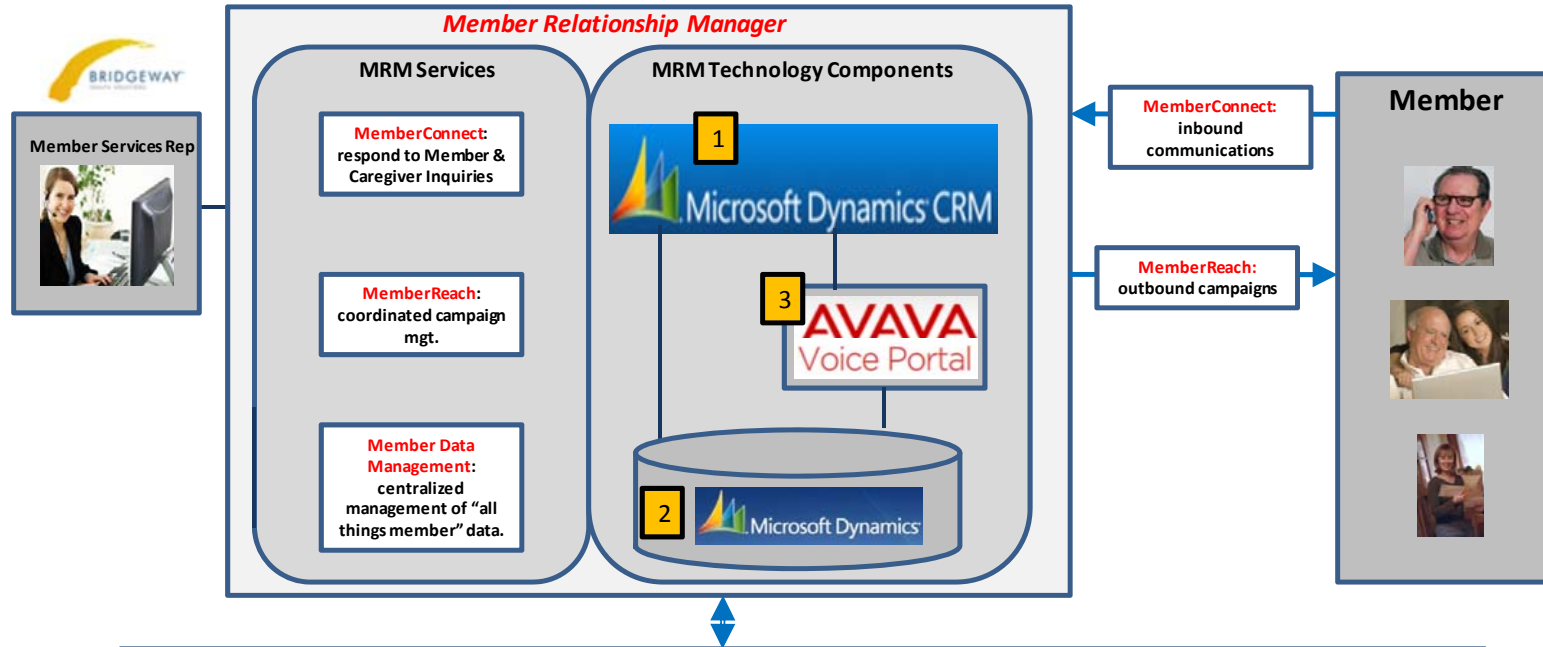 Member Relationship Manager
BRIDGEWAY
Member Services Rep
MRM Services
MemberConnect:
respond to Member &
Caregiver Inquiries
MemberReach:
coordinated campaign
mgt.
Member Data
Management:
centralized
management of “all
things member” data.
MRM Technology Components
1
Microsoft Dynamics CRM
3
AVAVA
Voice Portal
2
Microsoft Dynamics
MemberConnect:
inbound
communications
MemberReach:
outbound campaigns
Member